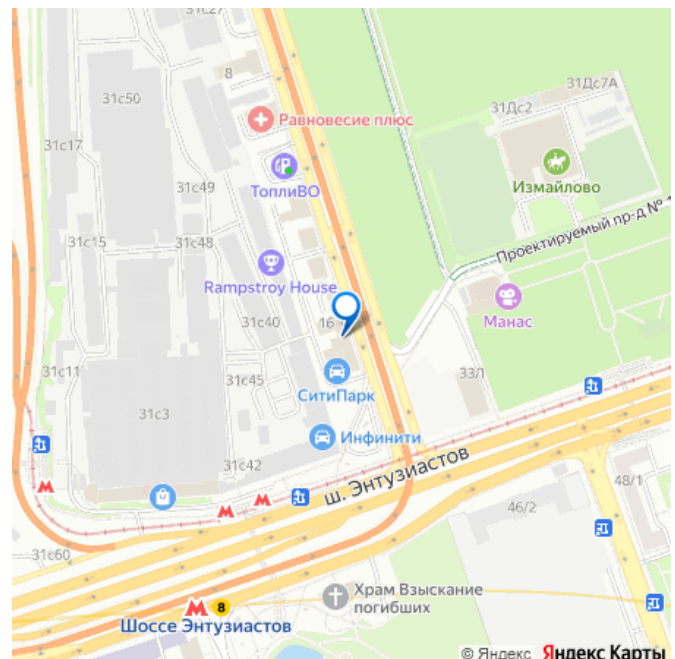 31с27
31с50
8
31Дс7А
31Дс2
Равновесие плюс
31с17
Измайлово
31с49
ТоплиВО
Проектируемый пр-д №
31с15
31с48
Rampstroy House
Манас
31с40
16
31с11
31с45
33Л
СитиПарк
31с3
Инфинити
31с42
ш. Энтузиастов
48/1
46/2
31с60
8
Храм Взыскание
погибших
Шоссе Энтузиастов
© Яндекс Яндекс Карты